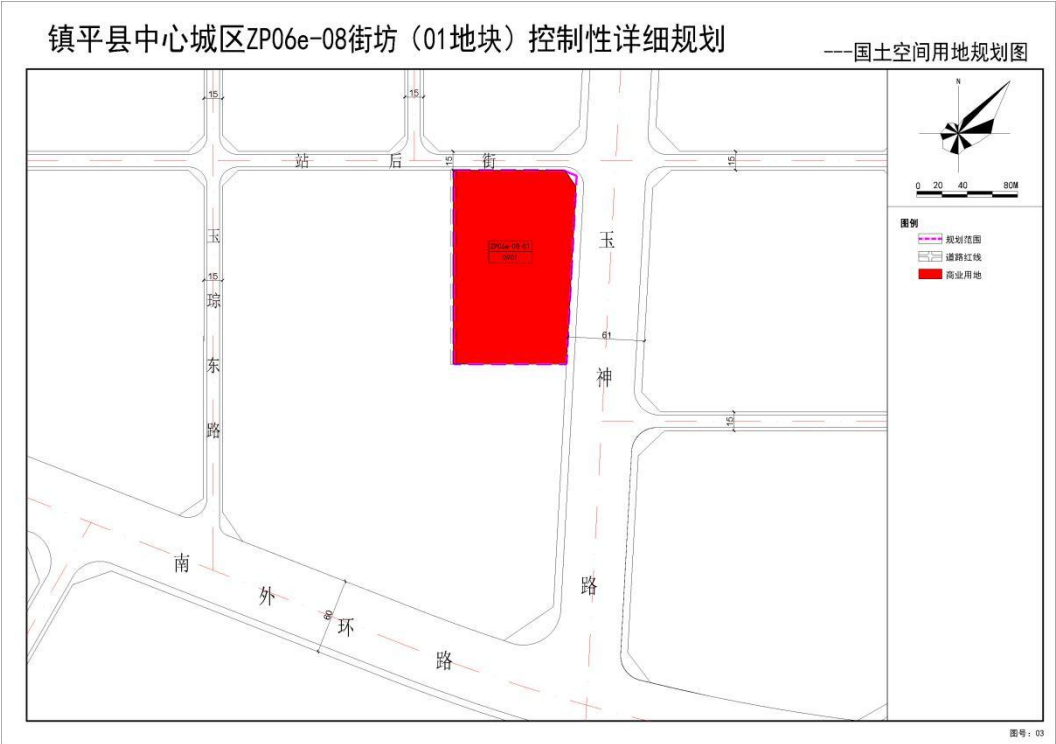 镇平县中心城区ZP06e-08街坊（01地块）控制性详细规划
---国土空间用地规划图
N
0 20 40 80M
图例
规划范围
道路红线
商业用地
15
15
站后街
15
15
玉琮东路
15
ZP06e-08-01
玉神路
61
15
南外环路
60
图号：03